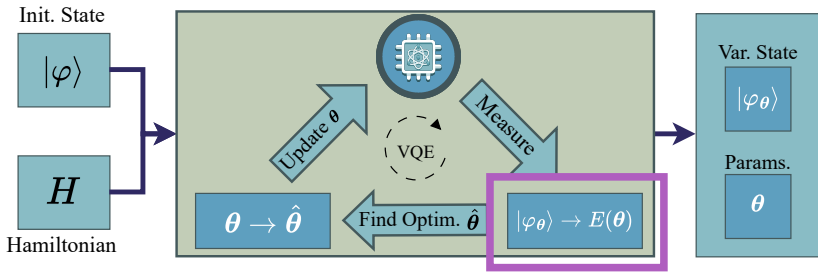 Init. State
|φ⟩
H
Hamiltonian
Update θ
Measure
VQE
θ → θ̂
Find Optim. θ̂
|φ_θ⟩ → E(θ)
Var. State
|φ_θ⟩
Params.
θ